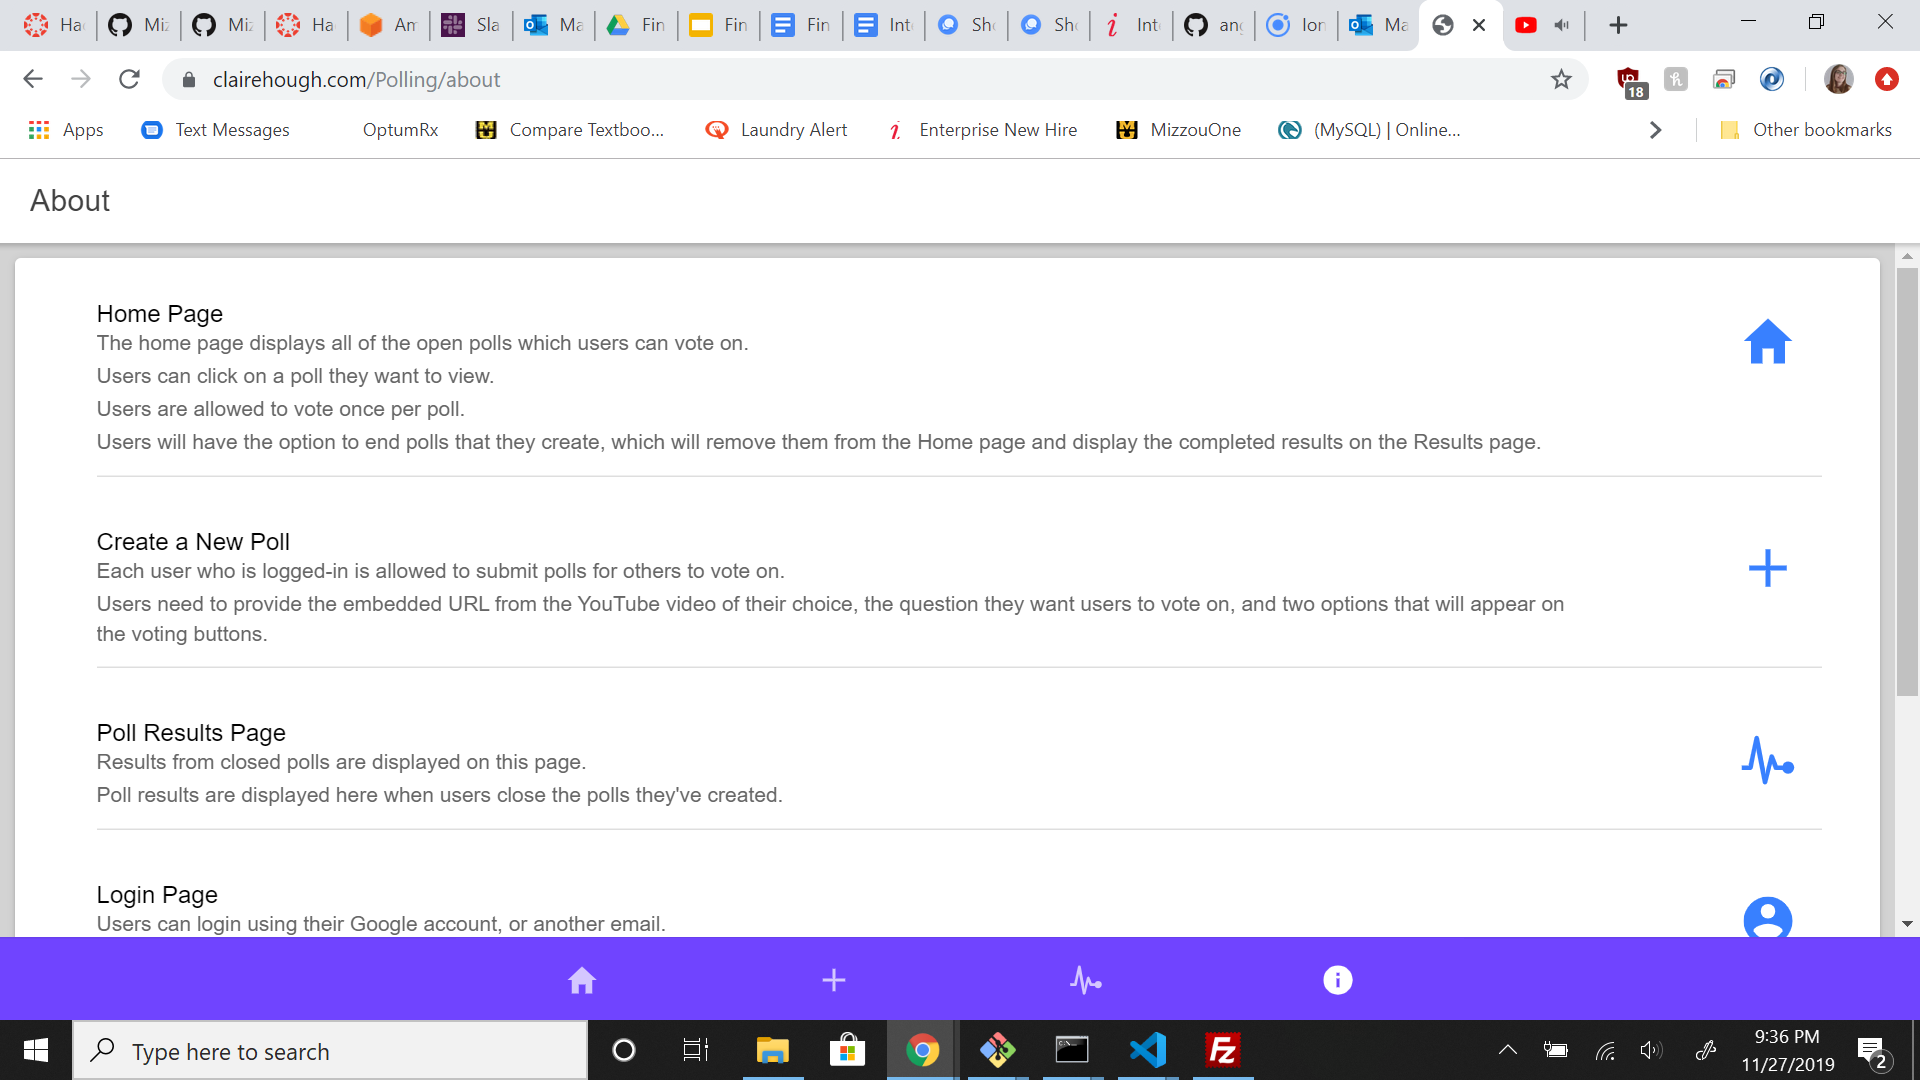 Ha
Miz
Miz
Ha
Am
Sla
Ma
Fin
Fin
Fin
Inte
Sho
Sho
Inte
ang
Ion
Ma
clairehough.com/Polling/about
18
Apps
Text Messages
OptumRx
Compare Textboo...
Laundry Alert
Enterprise New Hire
MizzouOne
(MySQL) | Online...
Other bookmarks
About
Home Page
The home page displays all of the open polls which users can vote on.
Users can click on a poll they want to view.
Users are allowed to vote once per poll.
Users will have the option to end polls that they create, which will remove them from the Home page and display the completed results on the Results page.
Create a New Poll
Each user who is logged-in is allowed to submit polls for others to vote on.
Users need to provide the embedded URL from the YouTube video of their choice, the question they want users to vote on, and two options that will appear on
the voting buttons.
Poll Results Page
Results from closed polls are displayed on this page.
Poll results are displayed here when users close the polls they've created.
Login Page
Users can login using their Google account, or another email.
Type here to search
9:36 PM
11/27/2019
2